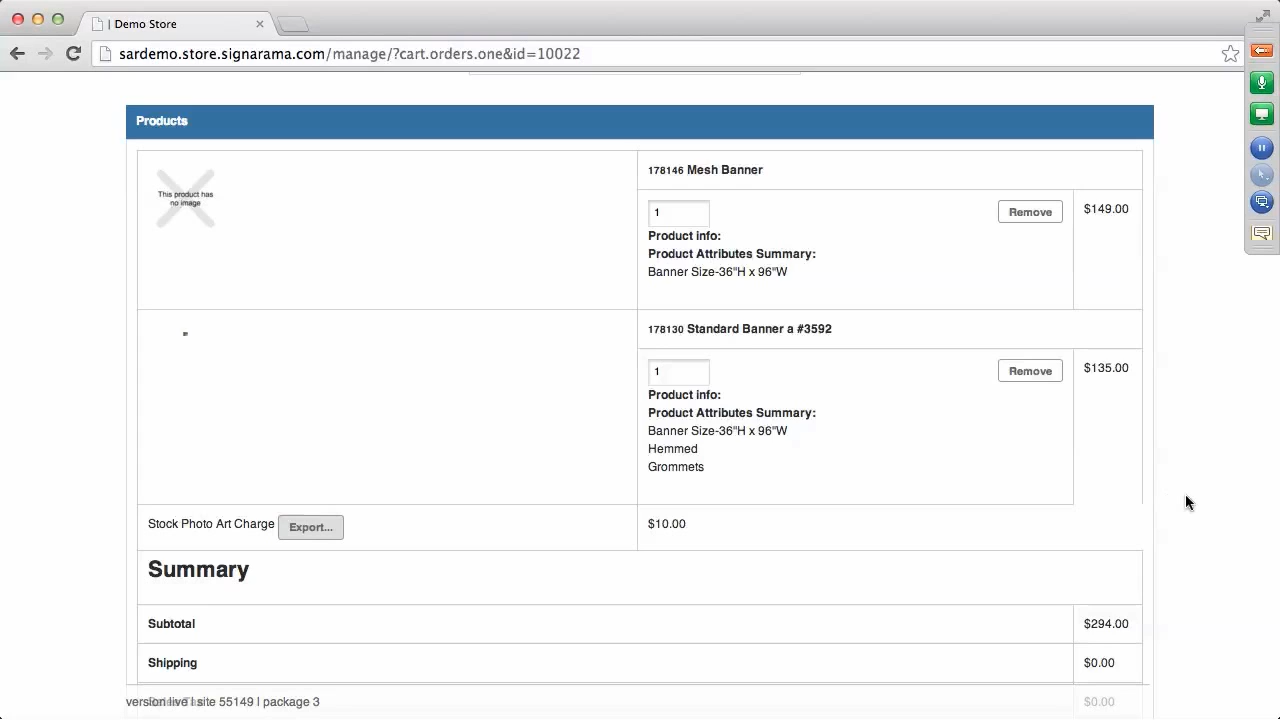 | Demo Store
sardemo.store.signarama.com/manage/?cart.orders.one&id=10022
Products
This product has
no image
178146 Mesh Banner
1
Remove
$149.00
Product info:
Product Attributes Summary:
Banner Size-36"H x 96"W
178130 Standard Banner a #3592
1
Remove
$135.00
Product info:
Product Attributes Summary:
Banner Size-36"H x 96"W
Hemmed
Grommets
Stock Photo Art Charge
Export...
$10.00
Summary
Subtotal
$294.00
Shipping
$0.00
version live | site 55149 | package 3
$0.00